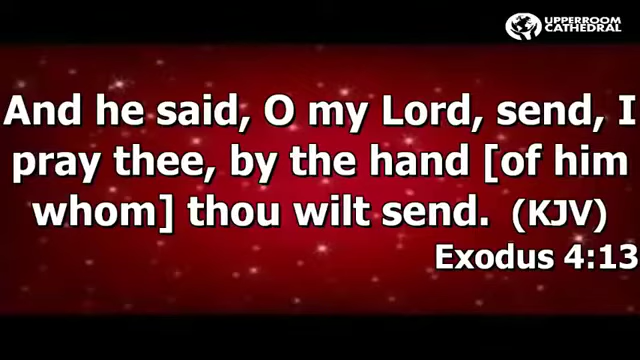 UPPERROOM
CATHEDRAL
And he said, O my Lord, send, I
pray thee, by the hand [of him
whom] thou wilt send. (KJV)
Exodus 4:13